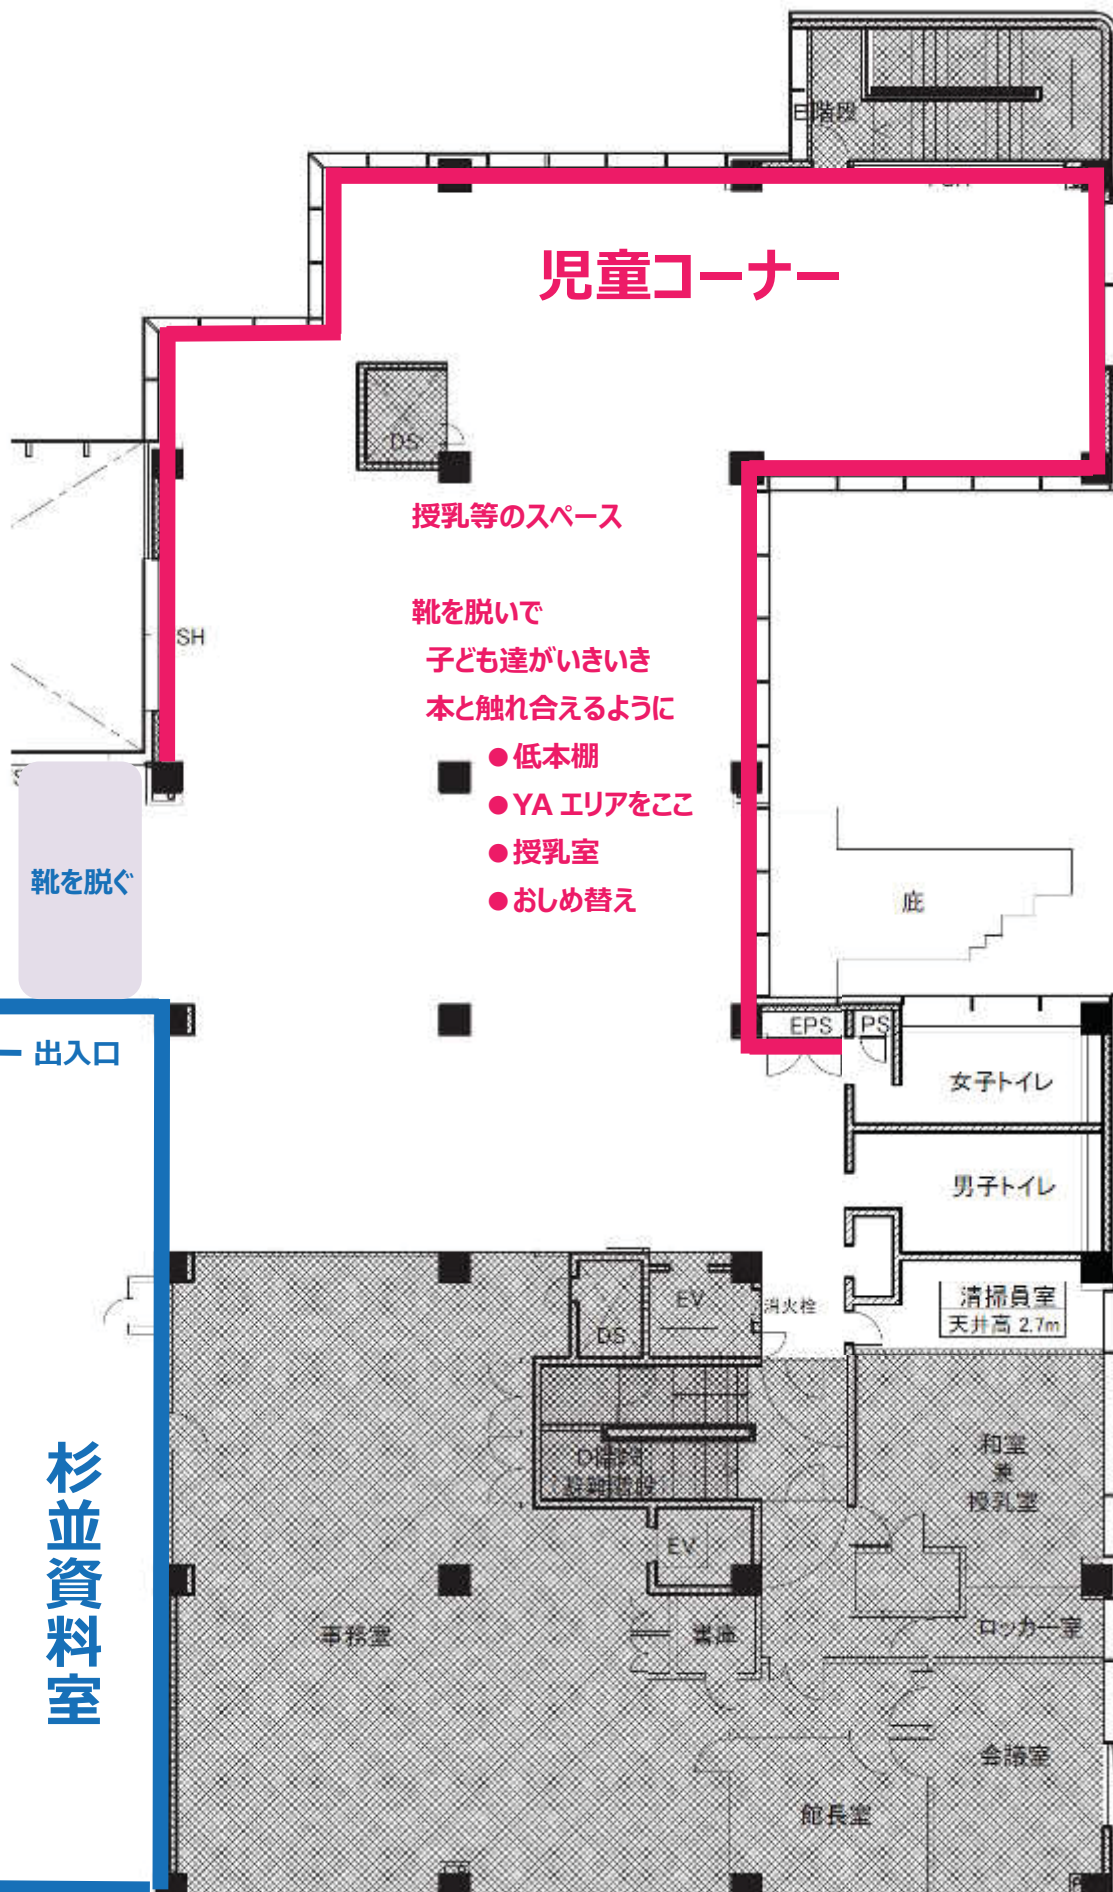 E階段
児童コーナー
DS
授乳等のスペース
靴を脱いで
子ども達がいきいき
本と触れ合えるように
●低本棚
●YA エリアをここ
●授乳室
●おしめ替え
SH
靴を脱ぐ
庇
出入口
EPS
PS
女子トイレ
男子トイレ
清掃員室
天井高 2.7m
消火栓
EV
DS
和室
兼
授乳室
EV
杉並資料室
事務室
ロッカー室
会議室
館長室